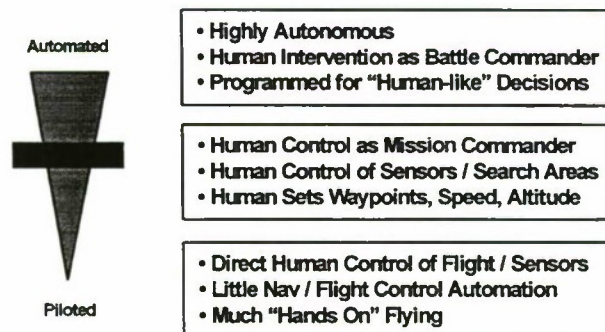 Automated
• Highly Autonomous
• Human Intervention as Battle Commander
• Programmed for "Human-like" Decisions
• Human Control as Mission Commander
• Human Control of Sensors / Search Areas
• Human Sets Waypoints, Speed, Altitude
• Direct Human Control of Flight / Sensors
• Little Nav / Flight Control Automation
• Much "Hands On" Flying
Piloted